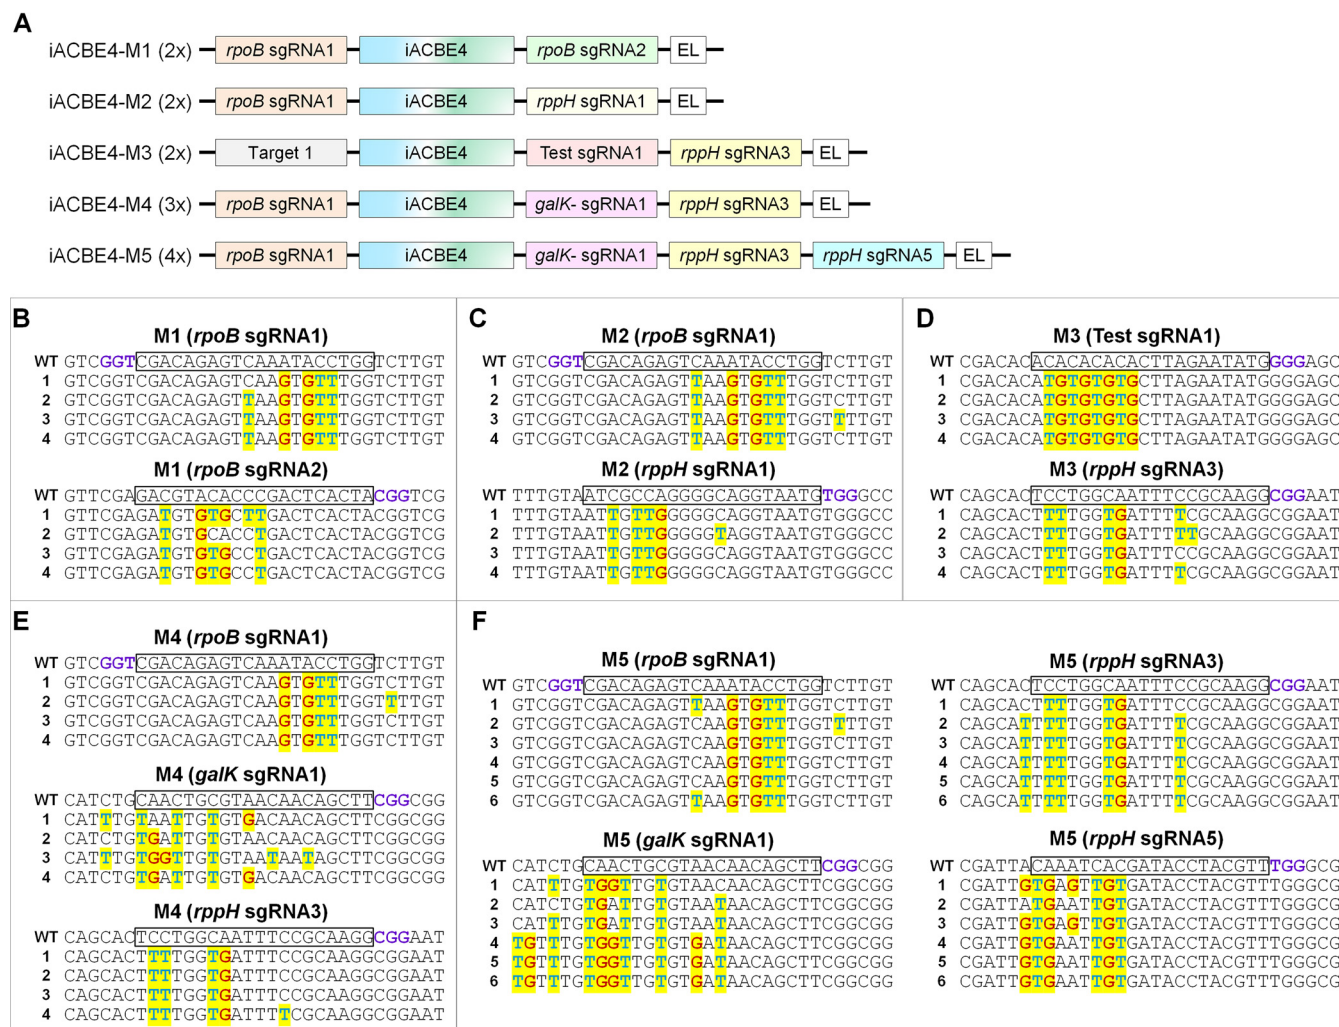 A
iACBE4-M1 (2x) rpoB sgRNA1 iACBE4 rpoB sgRNA2 EL
iACBE4-M2 (2x) rpoB sgRNA1 iACBE4 rppH sgRNA1 EL
iACBE4-M3 (2x) Target 1 iACBE4 Test sgRNA1 rppH sgRNA3 EL
iACBE4-M4 (3x) rpoB sgRNA1 iACBE4 galK- sgRNA1 rppH sgRNA3 EL
iACBE4-M5 (4x) rpoB sgRNA1 iACBE4 galK- sgRNA1 rppH sgRNA3 rppH sgRNA5 EL
B
M1 (rpoB sgRNA1)
WT GTCGGTCGACAGAGTCAAATACCTGGTCTTGT
1 GTCGGTCGACAGAGTCAAGTGTTTGGTCTTGT
2 GTCGGTCGACAGAGTTAAGTGTTTGGTCTTGT
3 GTCGGTCGACAGAGTTAAGTGTTTGGTCTTGT
4 GTCGGTCGACAGAGTTAAGTGTTTGGTCTTGT
M1 (rpoB sgRNA2)
WT GTTCGAGACGTACACCCGACTCACTACGGTCG
1 GTTCGAGATGTGTGCTTGACTCACTACGGTCG
2 GTTCGAGATGTGCACCTGACTCACTACGGTCG
3 GTTCGAGATGTGTGCCTGACTCACTACGGTCG
4 GTTCGAGATGTGTGCCTGACTCACTACGGTCG
C
M2 (rpoB sgRNA1)
WT GTCGGTCGACAGAGTCAAATACCTGGTCTTGT
1 GTCGGTCGACAGAGTTAAGTGTTTGGTCTTGT
2 GTCGGTCGACAGAGTTAAGTGTTTGGTCTTGT
3 GTCGGTCGACAGAGTTAAGTGTTTGGTTTTGT
4 GTCGGTCGACAGAGTTAAGTGTTTGGTCTTGT
M2 (rppH sgRNA1)
WT TTTGTAATCGCCAGGGGCAGGTAATGTGGGCC
1 TTTGTAATTGTTGGGGGCAGGTAATGTGGGCC
2 TTTGTAATTGTTGGGGGTAGGTAATGTGGGCC
3 TTTGTAATTGTTGGGGGCAGGTAATGTGGGCC
4 TTTGTAATTGTTGGGGGCAGGTAATGTGGGCC
D
M3 (Test sgRNA1)
WT CGACACACACACACACTTAGAATATGGGGAGC
1 CGACACATGTGTGTGCTTAGAATATGGGGAGC
2 CGACACATGTGTGTGCTTAGAATATGGGGAGC
3 CGACACATGTGTGTGCTTAGAATATGGGGAGC
4 CGACACATGTGTGTGCTTAGAATATGGGGAGC
M3 (rppH sgRNA3)
WT CAGCACTCCTGGCAATTTCCGCAAGGCGGAAT
1 CAGCACTTTTGGTGATTTTCGCAAGGCGGAAT
2 CAGCACTTTTGGTGATTTTTGCAAGGCGGAAT
3 CAGCACTTTTGGTGATTTCCGCAAGGCGGAAT
4 CAGCACTTTTGGTGATTTTCGCAAGGCGGAAT
E
M4 (rpoB sgRNA1)
WT GTCGGTCGACAGAGTCAAATACCTGGTCTTGT
1 GTCGGTCGACAGAGTCAAGTGTTTGGTCTTGT
2 GTCGGTCGACAGAGTCAAGTGTTTGGTTTTGT
3 GTCGGTCGACAGAGTCAAGTGTTTGGTCTTGT
4 GTCGGTCGACAGAGTCAAGTGTTTGGTCTTGT
M4 (galK sgRNA1)
WT CATCTGCAACTGCGTAACAACAGCTTCGGCGG
1 CATTTGTAATTGTGTGACAACAGCTTCGGCGG
2 CATCTGTGATTGTGTAACAACAGCTTCGGCGG
3 CATTTGTGGTTGTGTAATAATAGCTTCGGCGG
4 CATCTGTGATTGTGTGACAACAGCTTCGGCGG
M4 (rppH sgRNA3)
WT CAGCACTCCTGGCAATTTCCGCAAGGCGGAAT
1 CAGCACTTTTGGTGATTTCCGCAAGGCGGAAT
2 CAGCACTTTTGGTGATTTCCGCAAGGCGGAAT
3 CAGCACTTTTGGTGATTTCCGCAAGGCGGAAT
4 CAGCACTTTTGGTGATTTTCGCAAGGCGGAAT
F
M5 (rpoB sgRNA1)
WT GTCGGTCGACAGAGTCAAATACCTGGTCTTGT
1 GTCGGTCGACAGAGTTAAGTGTTTGGTCTTGT
2 GTCGGTCGACAGAGTCAAGTGTTTGGTTTTGT
3 GTCGGTCGACAGAGTCAAGTGTTTGGTCTTGT
4 GTCGGTCGACAGAGTCAAGTGTTTGGTCTTGT
5 GTCGGTCGACAGAGTCAAGTGTTTGGTCTTGT
6 GTCGGTCGACAGAGTTAAGTGTTTGGTCTTGT
M5 (galK sgRNA1)
WT CATCTGCAACTGCGTAACAACAGCTTCGGCGG
1 CATTTGTGGTTGTGTAACAACAGCTTCGGCGG
2 CATCTGTGATTGTGTAATAACAGCTTCGGCGG
3 CATTTGTGATTGTGTAATAACAGCTTCGGCGG
4 TGTTTGTGGTTGTGTGATAACAGCTTCGGCGG
5 TGTTTGTGGTTGTGTGATAACAGCTTCGGCGG
6 TGTTTGTGGTTGTGTGATAACAGCTTCGGCGG
M5 (rppH sgRNA3)
WT CAGCACTCCTGGCAATTTCCGCAAGGCGGAAT
1 CAGCACTTTTGGTGATTTCCGCAAGGCGGAAT
2 CAGCATTTTTGGTGATTTTCGCAAGGCGGAAT
3 CAGCATTTTTGGTGATTTTCGCAAGGCGGAAT
4 CAGCATTTTTGGTGATTTTCGCAAGGCGGAAT
5 CAGCATTTTTGGTGATTTTCGCAAGGCGGAAT
6 CAGCATTTTTGGTGATTTTCGCAAGGCGGAAT
M5 (rppH sgRNA5)
WT CGATTACAAATCACGATACCTACGTTTGGGCG
1 CGATTGTGAGTTGTGATACCTACGTTTGGGCG
2 CGATTATGAATTGTGATACCTACGTTTGGGCG
3 CGATTGTGAGTTGTGATACCTACGTTTGGGCG
4 CGATTGTGAATTGTGATACCTACGTTTGGGCG
5 CGATTGTGAATTGTGATACCTACGTTTGGGCG
6 CGATTGTGAATTGTGATACCTACGTTTGGGCG